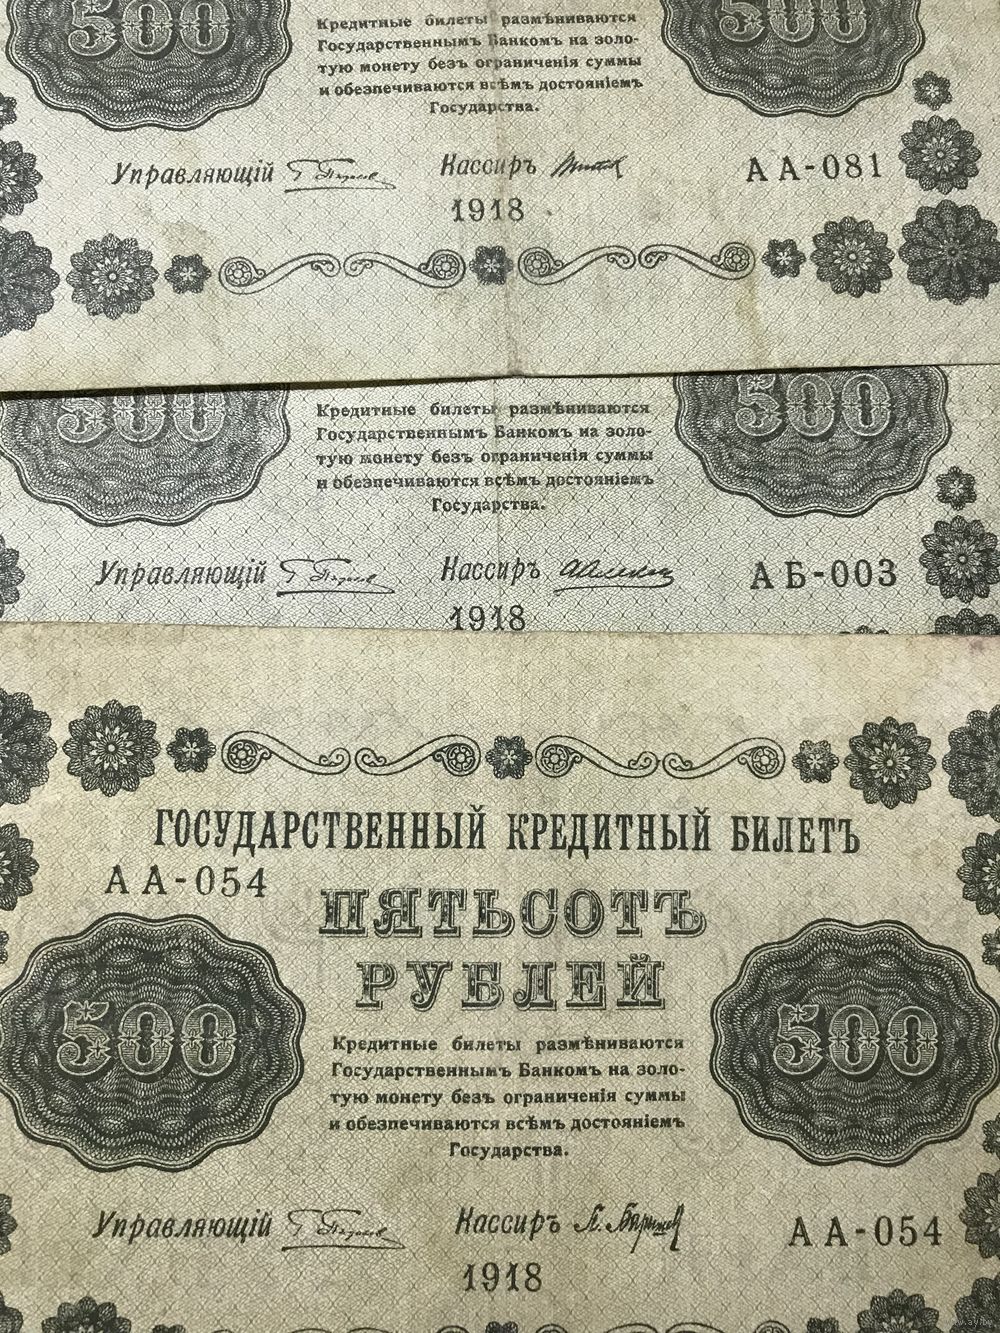 500
500
Кредитные билеты размѣниваются
Государственнымъ Банкомъ на золо-
тую монету безъ ограниченія суммы
и обезпечиваются всѣмъ достояніемъ
Государства.
Управляющій
Кассиръ
АА-081
1918
500
500
Кредитные билеты размѣниваются
Государственнымъ Банкомъ на золо-
тую монету безъ ограниченія суммы
и обезпечиваются всѣмъ достояніемъ
Государства.
Управляющій
Кассиръ
АБ-003
1918
ГОСУДАРСТВЕННЫЙ КРЕДИТНЫЙ БИЛЕТЪ
АА-054
ПЯТЬСОТЪ
РУБЛЕЙ
500
500
Кредитные билеты размѣниваются
Государственнымъ Банкомъ на золо-
тую монету безъ ограниченія суммы
и обезпечиваются всѣмъ достояніемъ
Государства.
Управляющій
Кассиръ
АА-054
1918